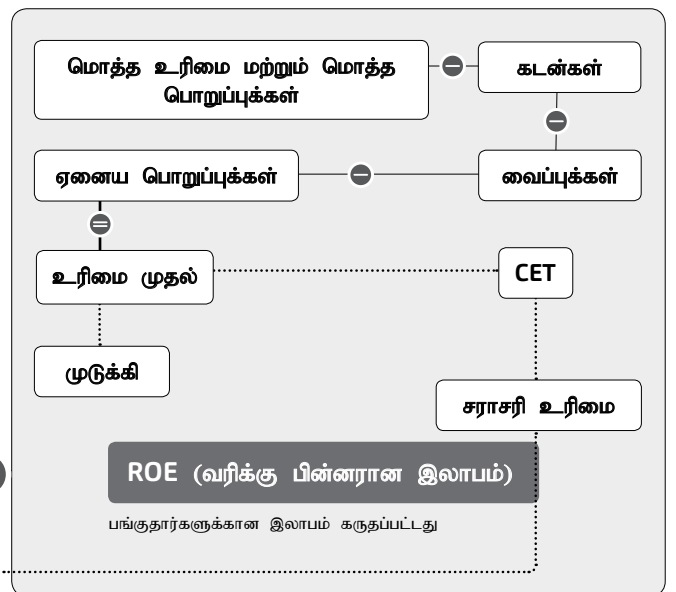 மொத்த உரிமை மற்றும் மொத்த
பொறுப்புக்கள்
கடன்கள்
ஏனைய பொறுப்புக்கள்
வைப்புக்கள்
உரிமை முதல்
CET
முடுக்கி
சராசரி உரிமை
ROE (வரிக்கு பின்னரான இலாபம்)
பங்குதார்களுக்கான இலாபம் கருதப்பட்டது